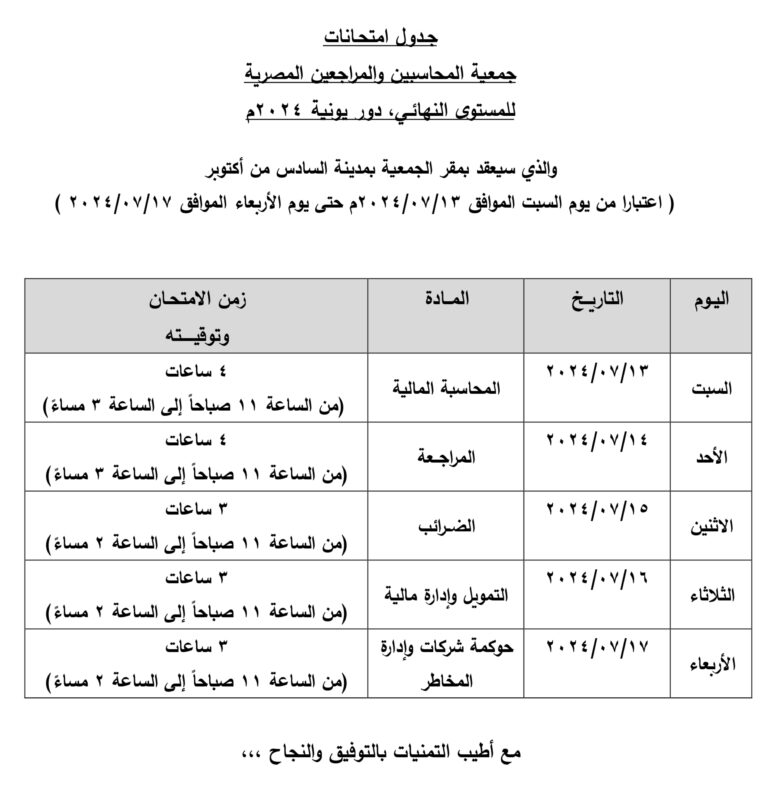 جدول امتحانات
جمعية المحاسبين والمراجعين المصرية
للمستوى النهائي، دور يونية ٢٠٢٤م
والذي سيعقد بمقر الجمعية بمدينة السادس من أكتوبر
( اعتبارا من يوم السبت الموافق ٢٠٢٤/٠٧/١٣م حتى يوم الأربعاء الموافق ٢٠٢٤/٠٧/١٧ )
اليوم التاريخ المادة زمن الامتحان
وتوقيته
السبت ٢٠٢٤/٠٧/١٣ المحاسبة المالية ٤ ساعات
(من الساعة ١١ صباحاً إلى الساعة ٣ مساءً)
الأحد ٢٠٢٤/٠٧/١٤ المراجعة ٤ ساعات
(من الساعة ١١ صباحاً إلى الساعة ٣ مساءً)
الاثنين ٢٠٢٤/٠٧/١٥ الضرائب ٣ ساعات
(من الساعة ١١ صباحاً إلى الساعة ٢ مساءً)
الثلاثاء ٢٠٢٤/٠٧/١٦ التمويل وإدارة مالية ٣ ساعات
(من الساعة ١١ صباحاً إلى الساعة ٢ مساءً)
الأربعاء ٢٠٢٤/٠٧/١٧ حوكمة شركات وإدارة المخاطر ٣ ساعات
(من الساعة ١١ صباحاً إلى الساعة ٢ مساءً)
مع أطيب التمنيات بالتوفيق والنجاح ،،،